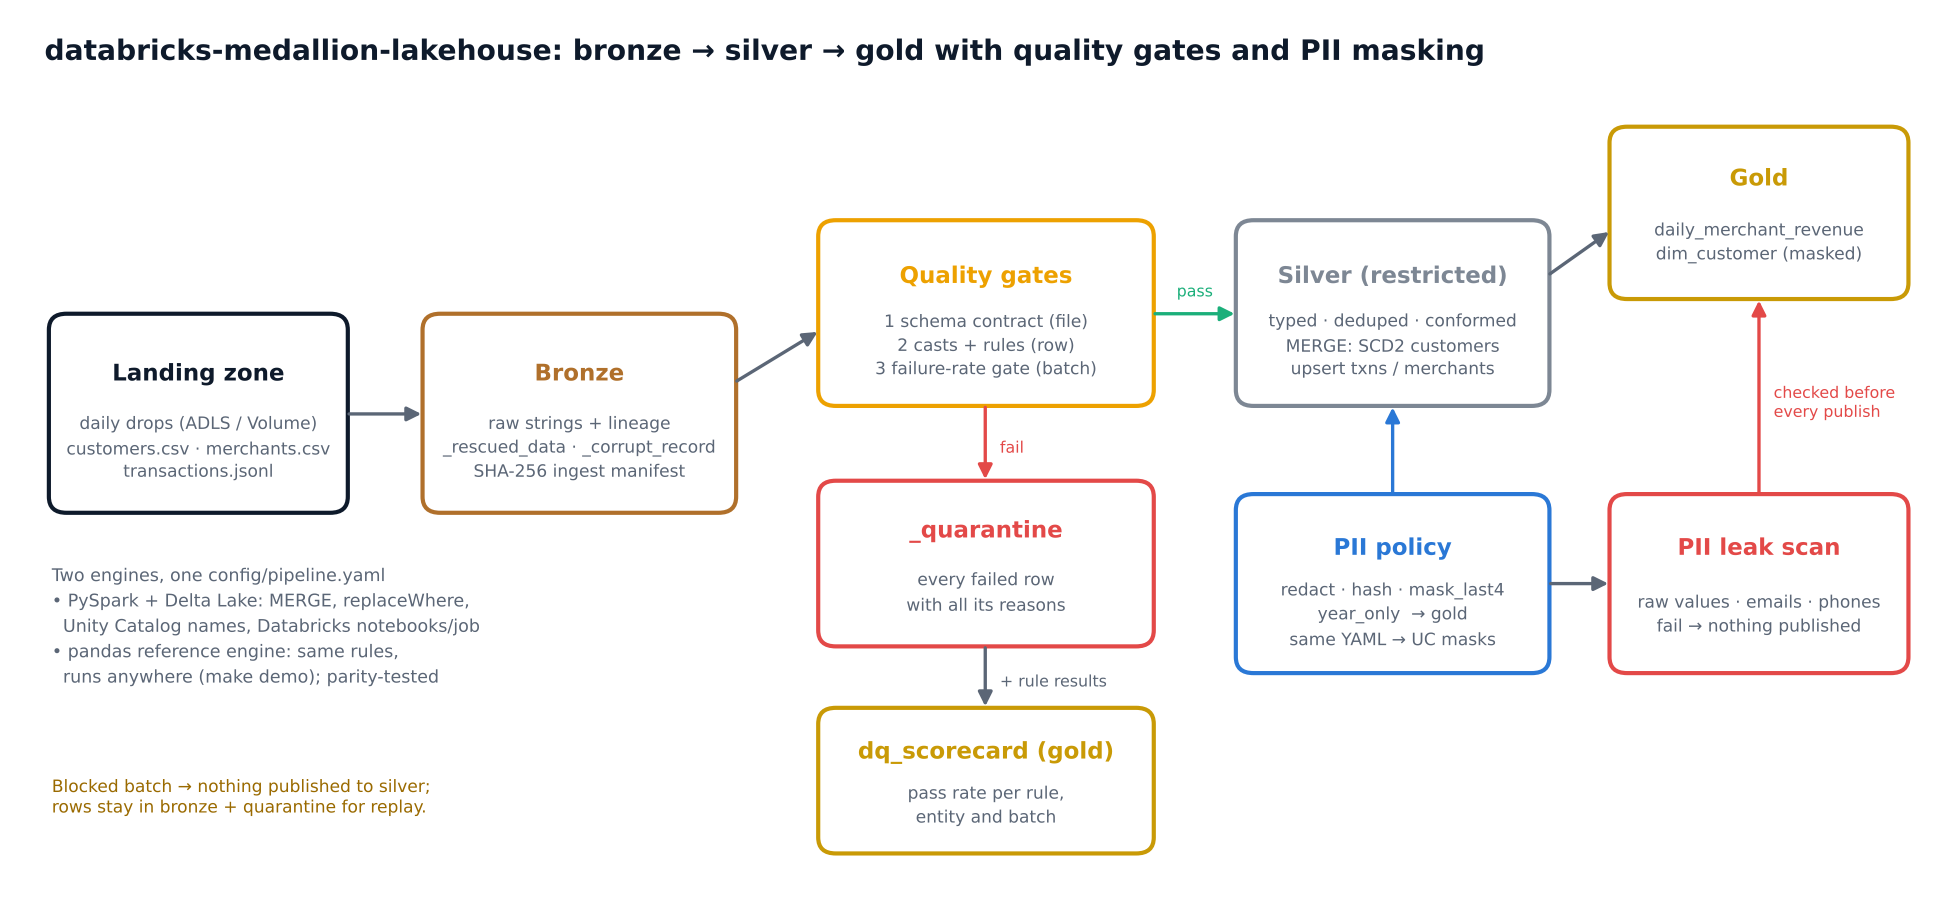 databricks-medallion-lakehouse: bronze → silver → gold with quality gates and PII masking
Landing zone
daily drops (ADLS / Volume)
customers.csv · merchants.csv
transactions.jsonl
Bronze
raw strings + lineage
_rescued_data · _corrupt_record
SHA-256 ingest manifest
Quality gates
1 schema contract (file)
2 casts + rules (row)
3 failure-rate gate (batch)
pass
fail
Silver (restricted)
typed · deduped · conformed
MERGE: SCD2 customers
upsert txns / merchants
Gold
daily_merchant_revenue
dim_customer (masked)
checked before
every publish
_quarantine
every failed row
with all its reasons
+ rule results
dq_scorecard (gold)
pass rate per rule,
entity and batch
PII policy
redact · hash · mask_last4
year_only → gold
same YAML → UC masks
PII leak scan
raw values · emails · phones
fail → nothing published
Two engines, one config/pipeline.yaml
• PySpark + Delta Lake: MERGE, replaceWhere,
Unity Catalog names, Databricks notebooks/job
• pandas reference engine: same rules,
runs anywhere (make demo); parity-tested
Blocked batch → nothing published to silver;
rows stay in bronze + quarantine for replay.